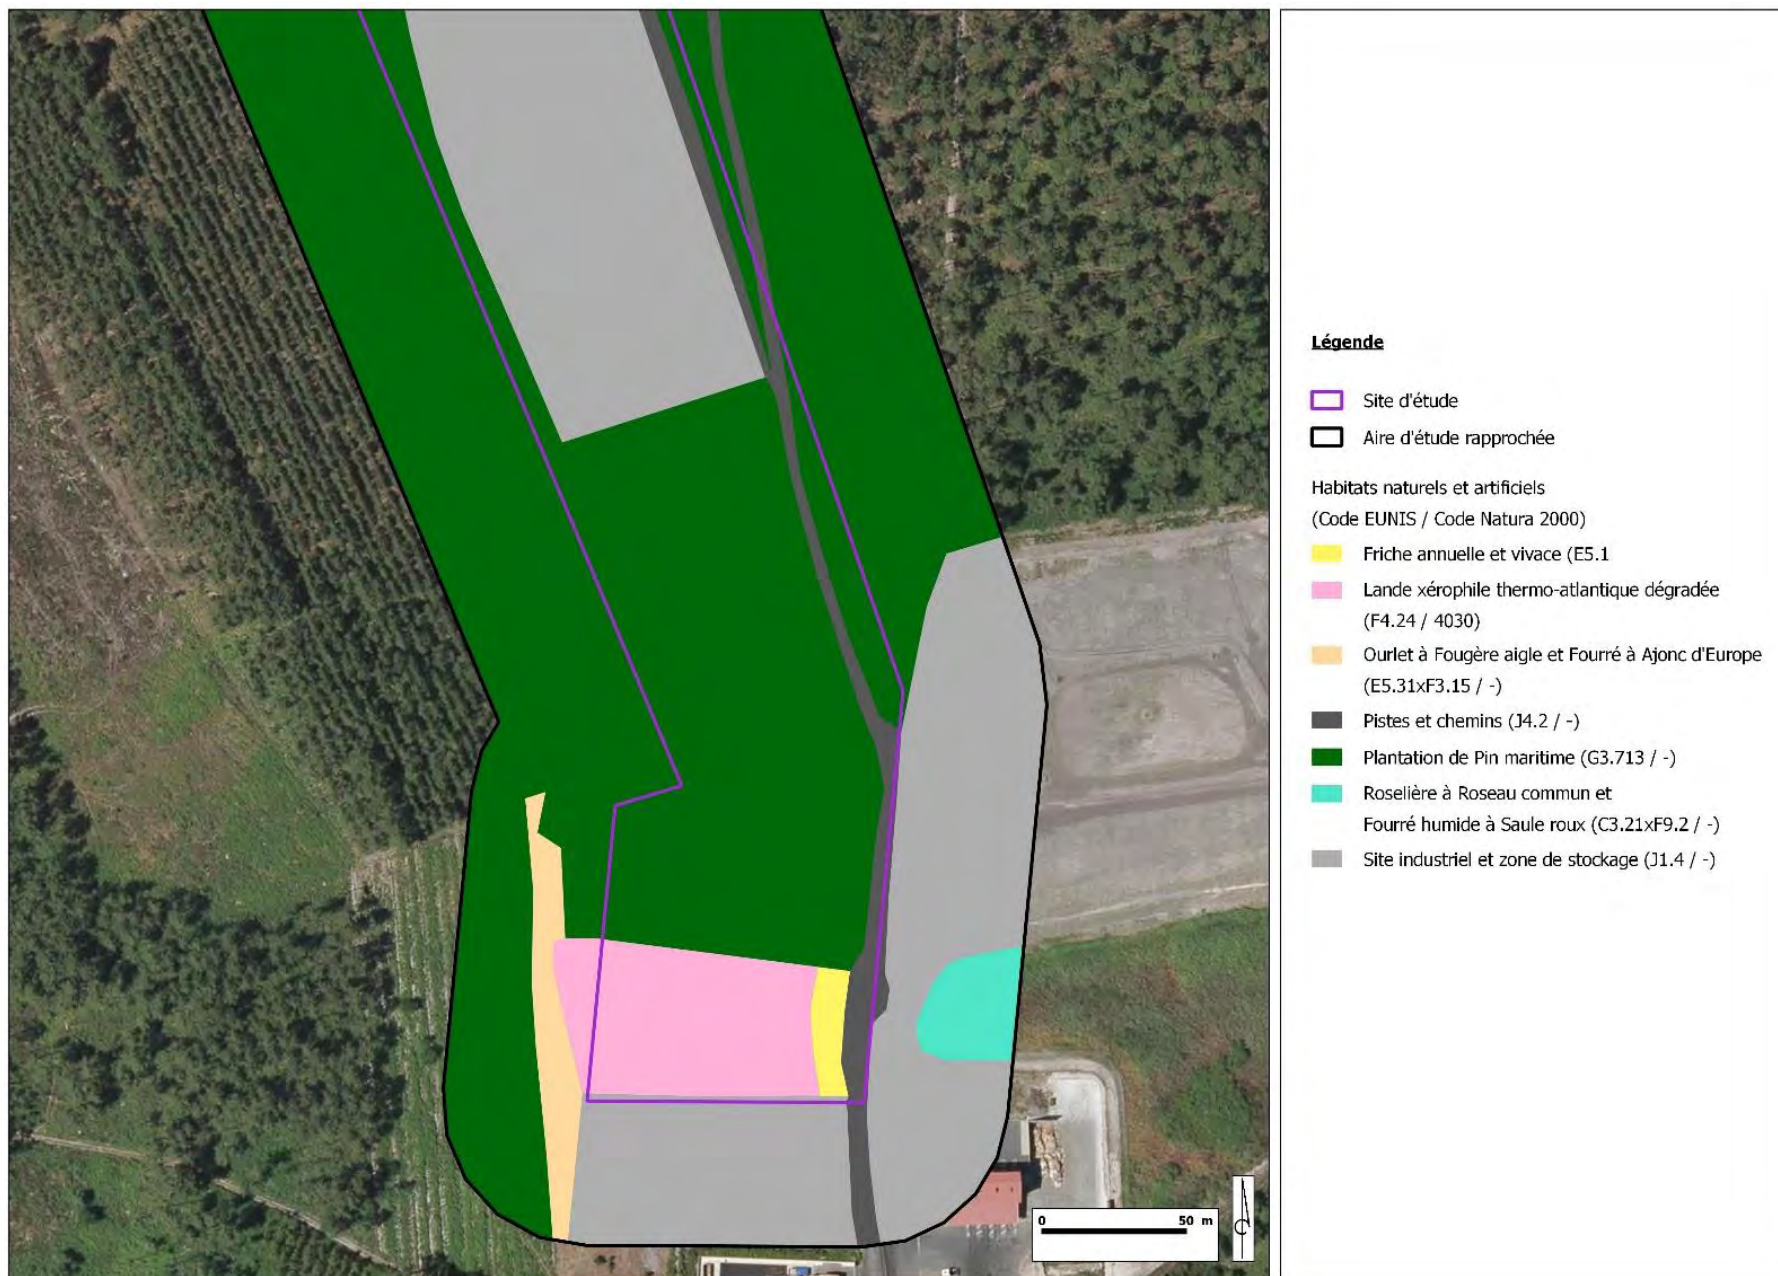 Légende
Site d'étude
Aire d'étude rapprochée
Habitats naturels et artificiels
(Code EUNIS / Code Natura 2000)
Friche annuelle et vivace (E5.1
Lande xérophile thermo-atlantique dégradée
(F4.24 / 4030)
Ourlet à Fougère aigle et Fourré à Ajonc d'Europe
(E5.31xF3.15 / -)
Pistes et chemins (J4.2 / -)
Plantation de Pin maritime (G3.713 / -)
Roselière à Roseau commun et
Fourré humide à Saule roux (C3.21xF9.2 / -)
Site industriel et zone de stockage (J1.4 / -)
0 50 m